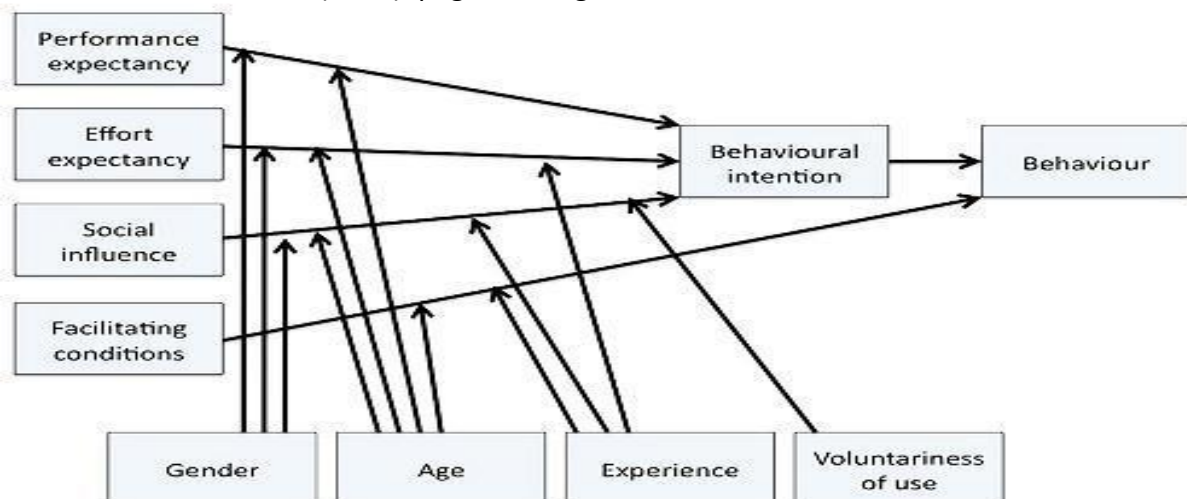 Performance
expectancy
Effort
expectancy
Behavioural
intention
Behaviour
Social
influence
Facilitating
conditions
Gender
Age
Experience
Voluntariness
of use